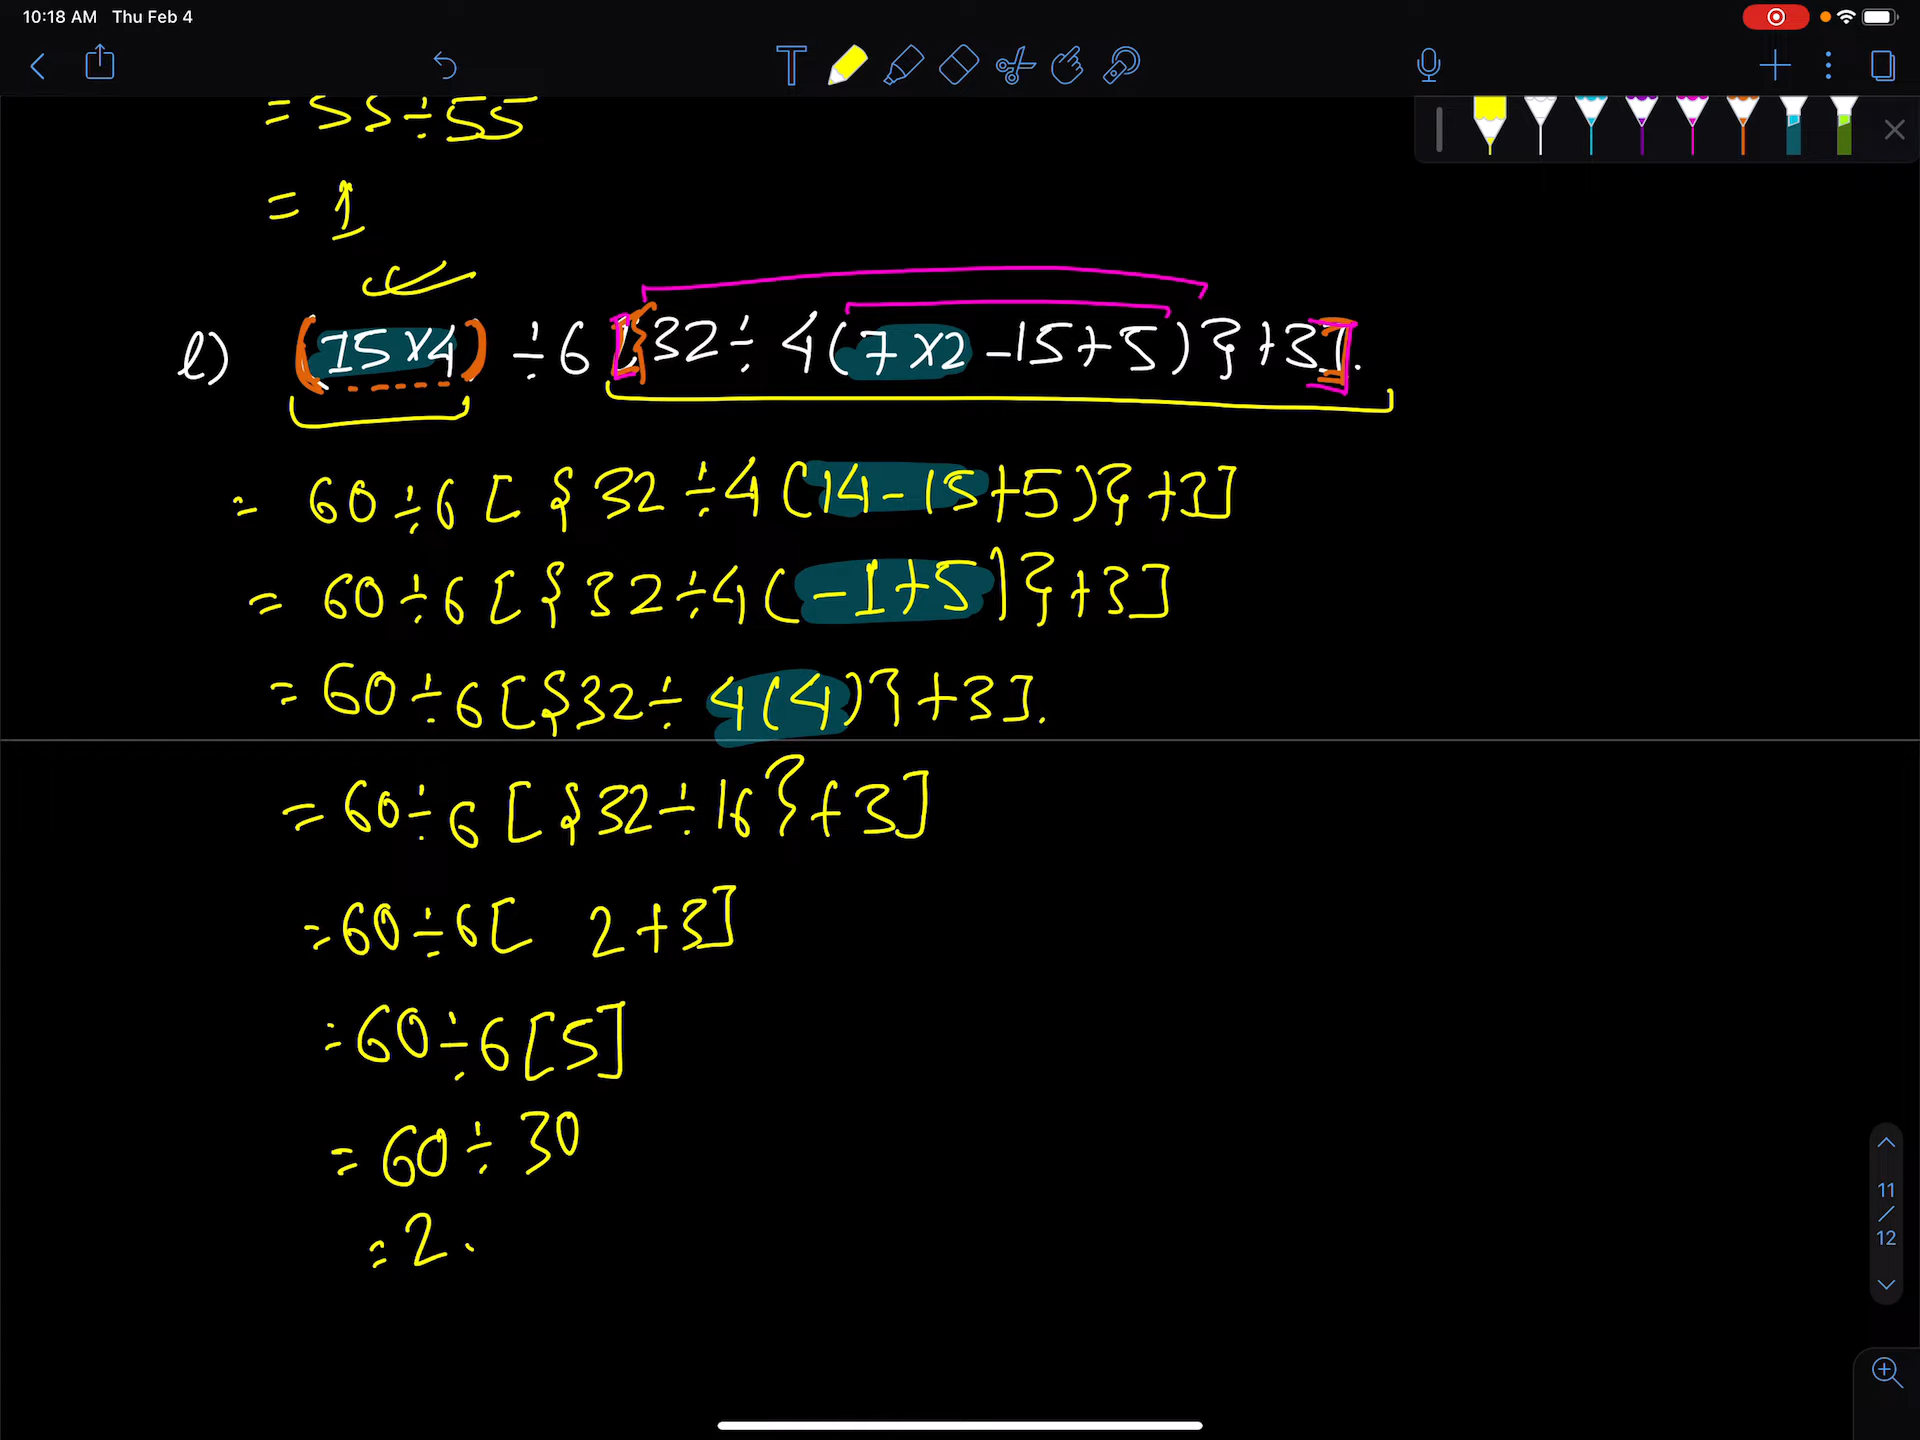 10:18 AM Thu Feb 4
= 55÷55
= 1
l) (15×4) ÷6 [{32÷ 4(7×2-15+5)}+3].
= 60÷6 [ {32÷4(14-15+5)}+3]
= 60÷6 [{32÷4(-1+5)}+3]
= 60÷6[{32÷ 4(4)}+3].
= 60÷6 [{32÷16}+3]
= 60÷6[ 2+3]
= 60÷6[5]
= 60÷30
= 2.
11
/
12